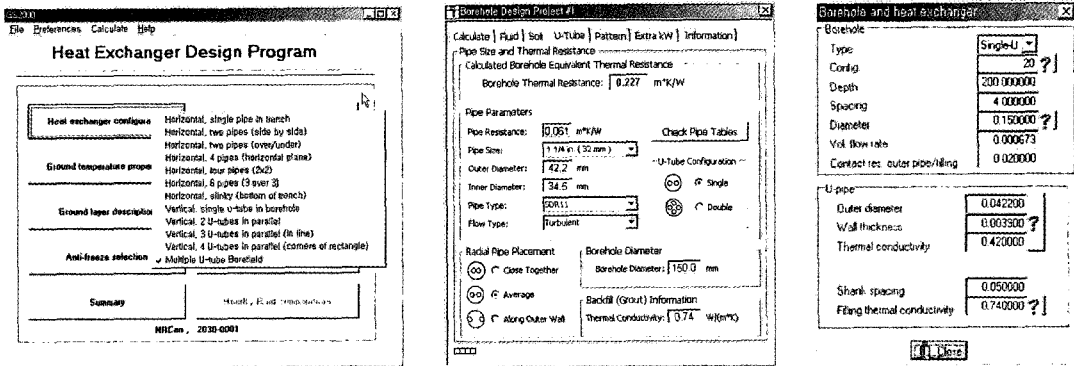 GS2000
File Preferences Calculate Help
Heat Exchanger Design Program
Heat exchanger configura
Ground temperature prope
Ground layer description
Anti-freeze selection
Summary
Horizontal, single pipe in trench
Horizontal, two pipes (side by side)
Horizontal, two pipes (over/under)
Horizontal, 4 pipes (horizontal plane)
Horizontal, four pipes (2x2)
Horizontal, 6 pipes (3 over 3)
Horizontal, slinky (bottom of trench)
Vertical, single u-tube in borehole
Vertical, 2 U-tubes in parallel
Vertical, 3 U-tubes in parallel (in line)
Vertical, 4 U-tubes in parallel (corners of rectangle)
✓ Multiple U-tube Borefield
NRCan, 2030-0001
Borehole Design Project #1
Calculate Fluid Soil U-Tube Pattern Extra kW Information
Pipe Size and Thermal Resistance
Calculated Borehole Equivalent Thermal Resistance
Borehole Thermal Resistance: 0.227 m*K/W
Pipe Parameters
Pipe Resistance: 0.061 m*K/W
Check Pipe Tables
Pipe Size: 1 1/4 in. (32 mm)
Outer Diameter: 42.2 mm
Inner Diameter: 34.5 mm
Pipe Type: SDR11
Flow Type: Turbulent
U-Tube Configuration
Single
Double
Radial Pipe Placement
Close Together
Average
Along Outer Wall
Borehole Diameter
Borehole Diameter: 150.0 mm
Backfill (Grout) Information
Thermal Conductivity: 0.74 W/(m*K)
Borehole and heat exchanger
Borehole
Type Single-U
Config. 20 ?
Depth 200.000000
Spacing 4.000000
Diameter 0.150000 ?
Vol. flow rate 0.000673
Contact res. outer pipe/filling 0.020000
U-pipe
Outer diameter 0.042200
Wall thickness 0.003900 ?
Thermal conductivity 0.420000
Shank spacing 0.050000
Filling thermal conductivity 0.740000 ?
Close